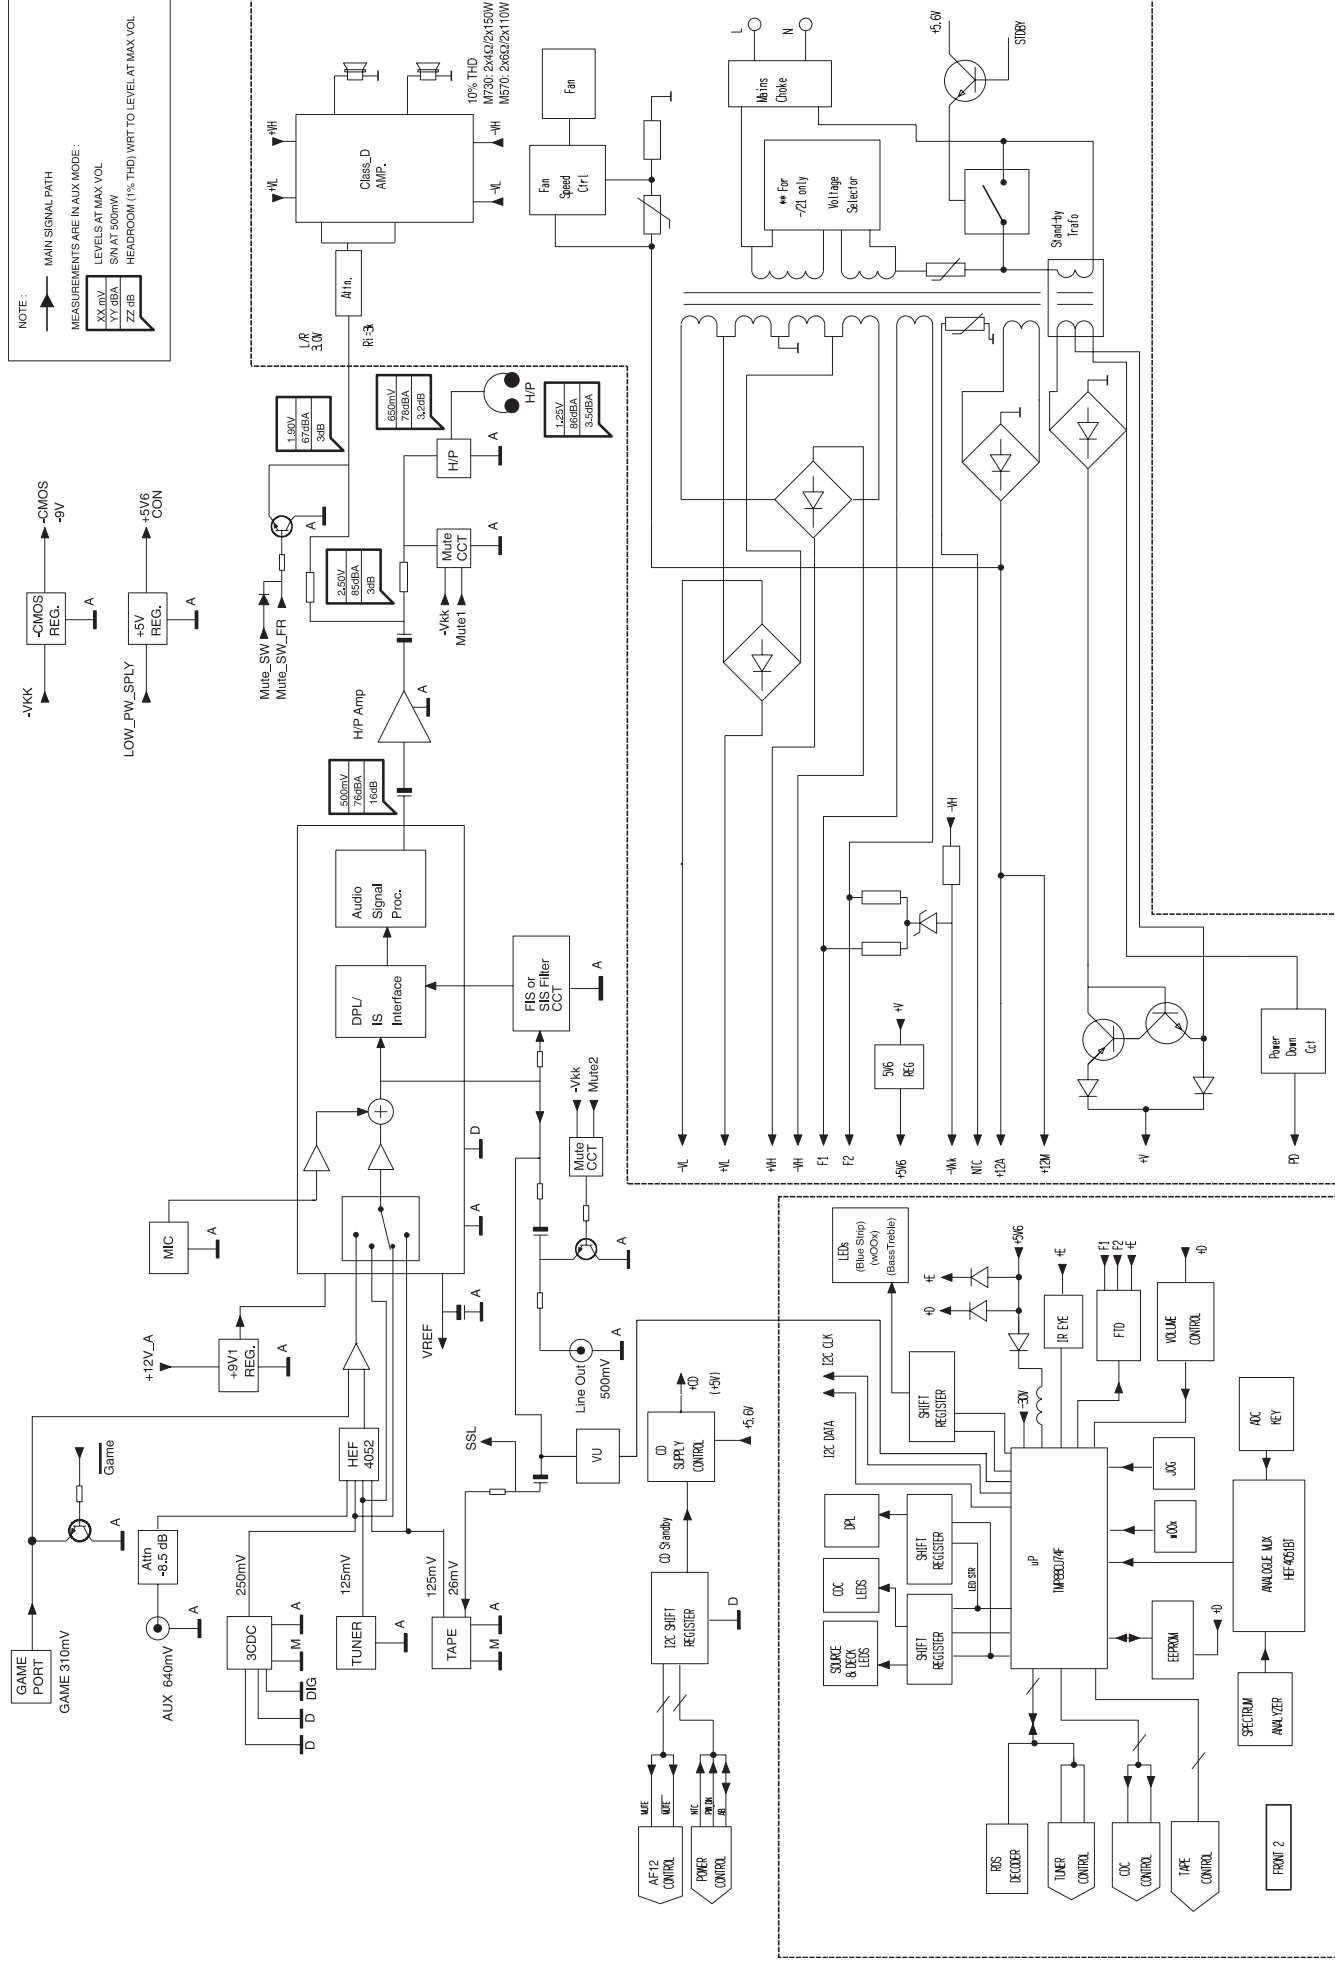 NOTE :
MAIN SIGNAL PATH
MEASUREMENTS ARE IN AUX MODE :
XX mV
YY dBA
ZZ dB
LEVELS AT MAX VOL
S/N AT 500mW
HEADROOM (1% THD) WRT TO LEVEL AT MAX VOL
-VKK
-CMOS
REG.
A
-CMOS
-9V
LOW_PW_SPLY
+5V
REG.
A
+5V6
CON
GAME
PORT
GAME 310mV
Game
A
AUX 640mV
A
Attn
-8.5 dB
3CDC
250mV
A
M
DIG
D
D
TUNER
125mV
A
TAPE
125mV
26mV
A
M
HEF
4052
+12V_A
+9V1
REG.
A
MIC
A
VREF
A
A
D
DPL/
IS
Interface
Audio
Signal
Proc.
FIS or
SIS Filter
CCT
A
Mute
CCT
-Vkk
Mute2
A
Line Out
500mV
A
SSL
VU
500mV
76dBA
16dB
H/P Amp
A
2.50V
85dBA
3dB
Mute_SW
Mute_SW_FR
A
1.90V
67dBA
3dB
Mute
CCT
-Vkk
Mute1
A
H/P
A
650mV
78dBA
3.2dB
H/P
1.25V
86dBA
3.5dBA
L/R
3.0V
Ri=3k
Attn.
Class_D
AMP.
+VL
+VH
-VL
-VH
10% THD
M730: 2x4Ω/2x150W
M570: 2x6Ω/2x110W
Fan
Speed
Ctrl
Fan
L
N
Mains
Choke
** For
-/21 only
Voltage
Selector
+5.6V
STDBY
Stand-by
Trafo
-VL
+VL
+VH
-VH
F1
F2
+5V6
-Vkk
NTC
+12A
+12M
+V
PD
5V6
REG
+V
-VH
Power
Down
Cct
AF12
CONTROL
MUTE
MUTE
POWER
CONTROL
NTC
PW DN
AB
I2C SHIFT
REGISTER
D
CD Standby
CD
SUPPLY
CONTROL
+CD
(+5V)
+5.6V
I2C DATA
I2C CLK
LEDs
(Blue Strip)
(wOOx)
(BassTreble)
SHIFT
REGISTER
DPL
CDC
LEDS
SOURCE
& DECK
LEDS
SHIFT
REGISTER
SHIFT
REGISTER
LED STR
uP
TMP88CU74F
-30V
+D
+E
+5V6
IR EYE
+E
FTD
F1
F2
+E
VOLUME
CONTROL
+D
JOG
wOOx
EEPROM
+D
ADC
KEY
ANALOGUE MUX
HEF4051BT
SPECTRUM
ANALYZER
RDS
DECODER
TUNER
CONTROL
CDC
CONTROL
TAPE
CONTROL
FRONT 2